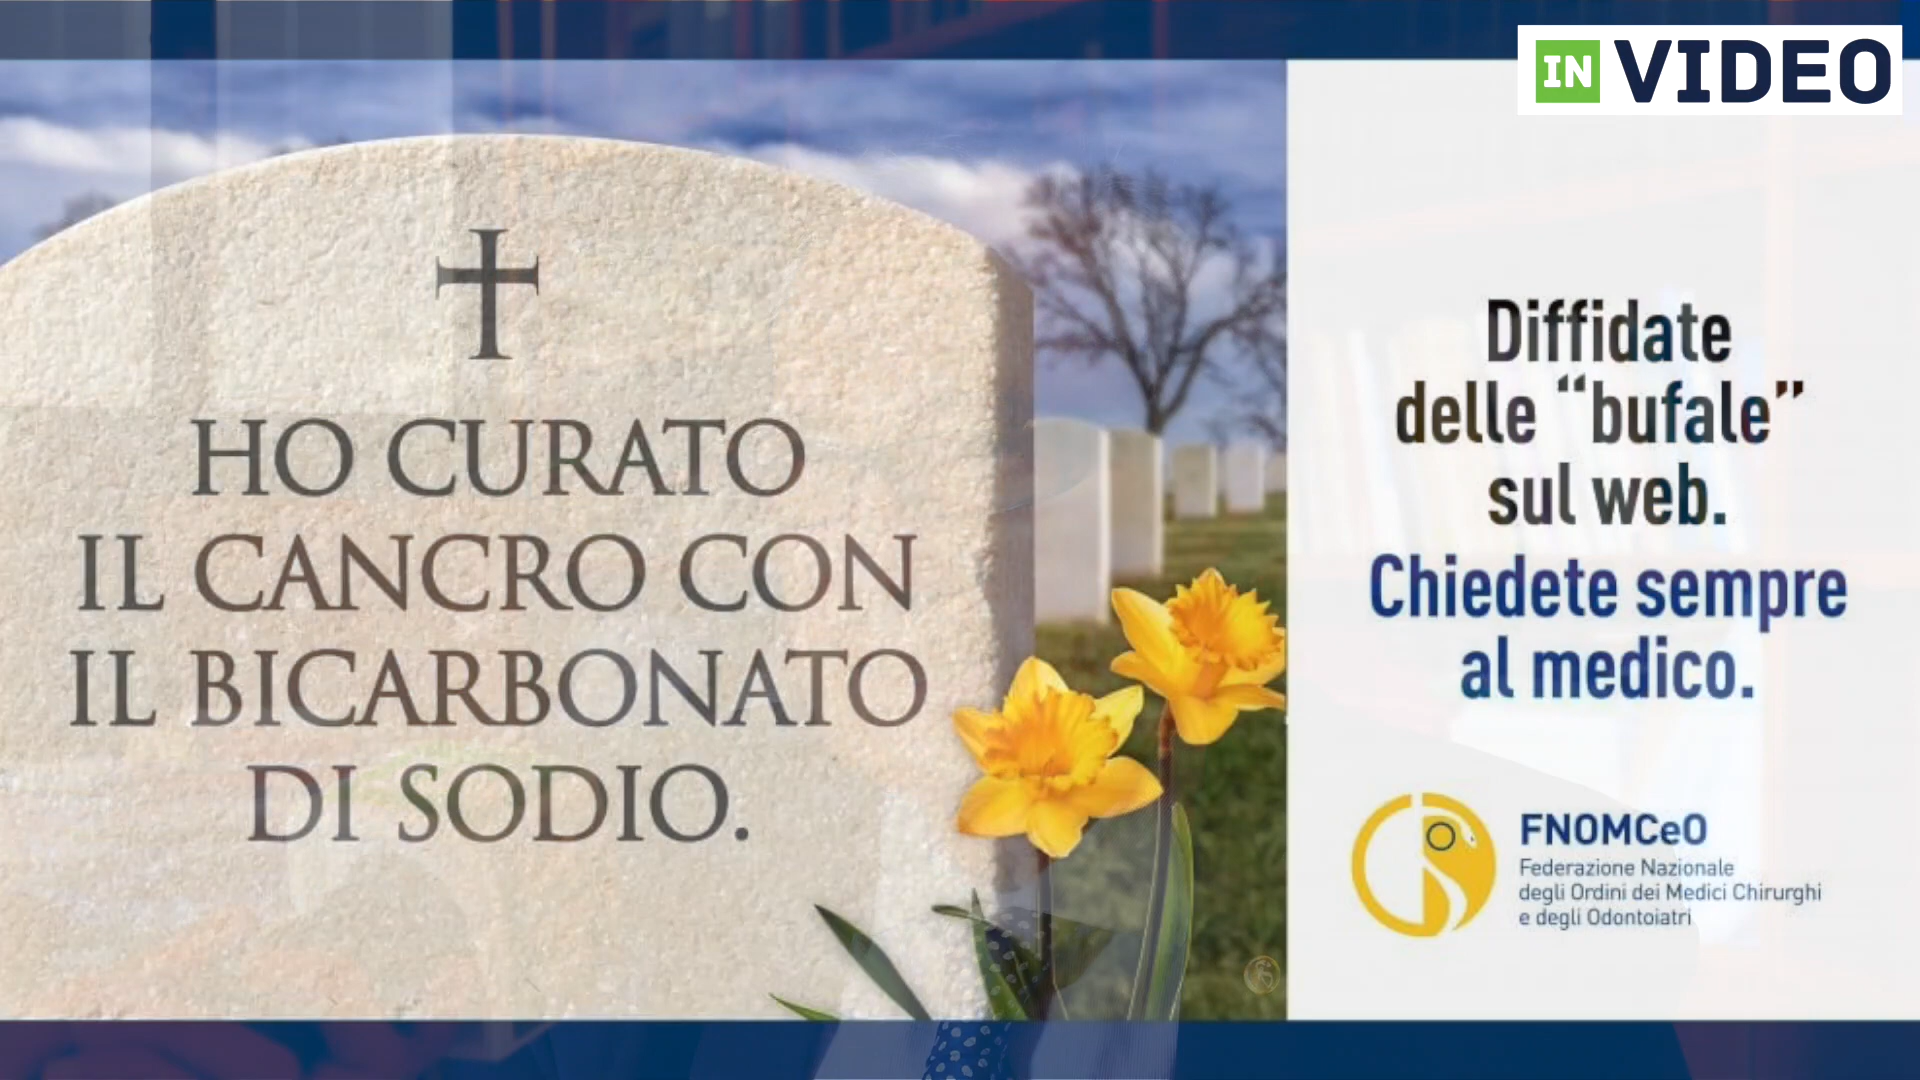 IN VIDEO
HO CURATO
IL CANCRO CON
IL BICARBONATO
DI SODIO.
Diffidate
delle “bufale”
sul web.
Chiedete sempre
al medico.
FNOMCeO
Federazione Nazionale
degli Ordini dei Medici Chirurghi
e degli Odontoiatri